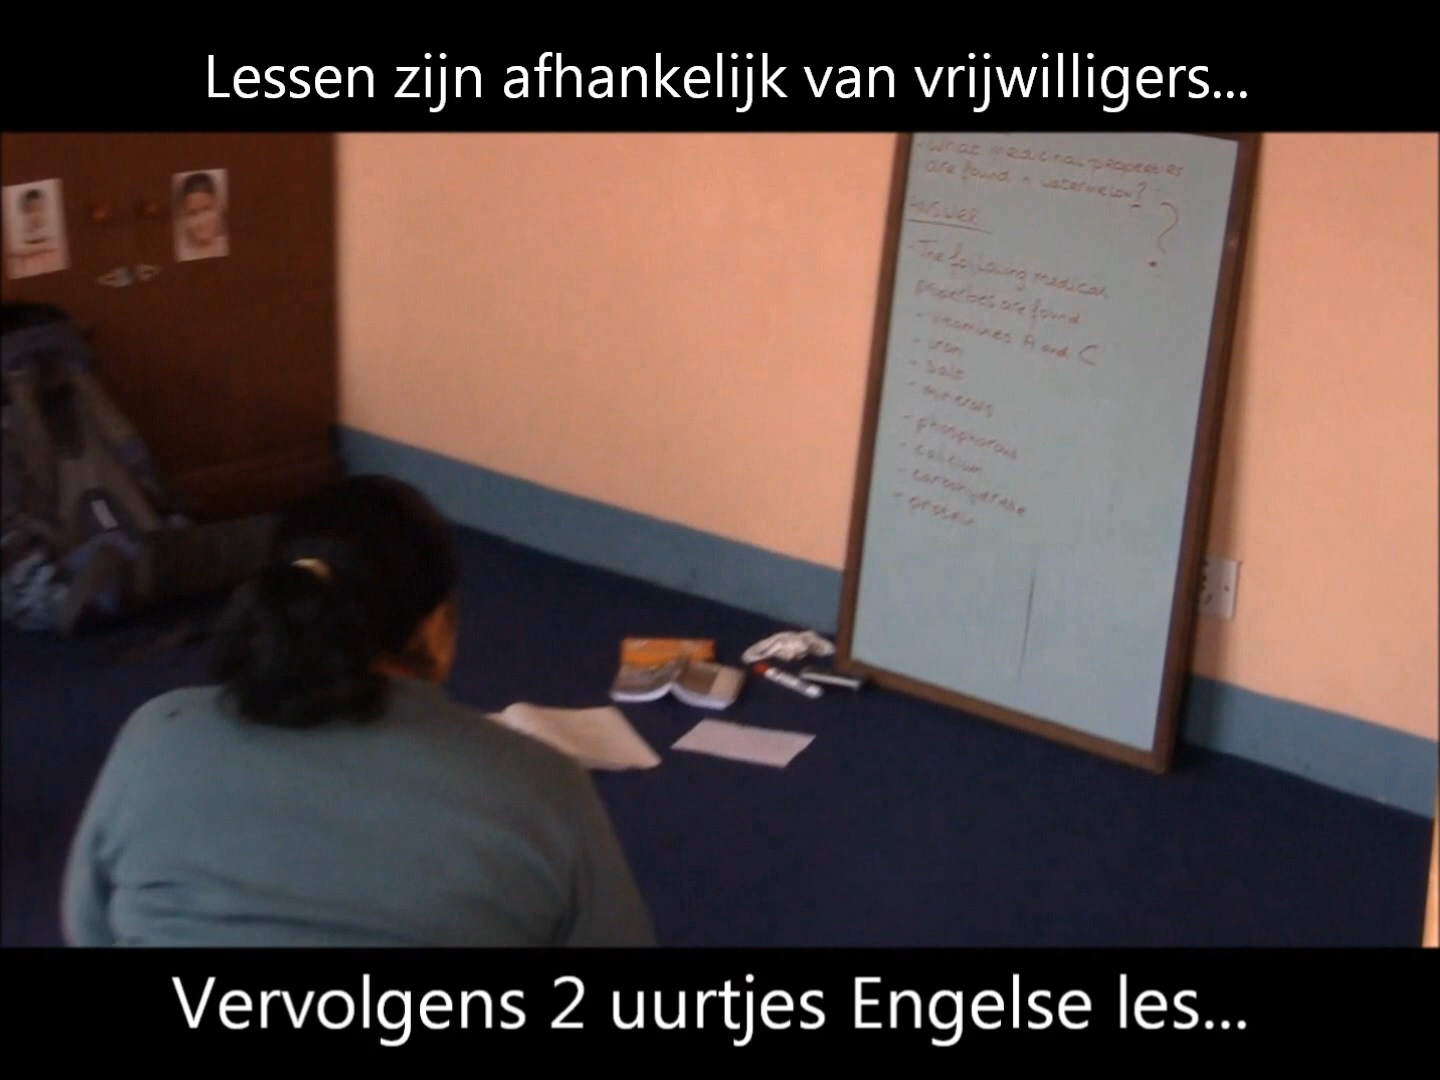 Lessen zijn afhankelijk van vrijwilligers...
- What medicinal properties
are found in watermelon?
?
ANSWER
- The following medical
properties are found
- vitamines A and C
- iron
- salt
- minerals
- phosphorous
- calcium
- carbohydrate
- protein
Vervolgens 2 uurtjes Engelse les...